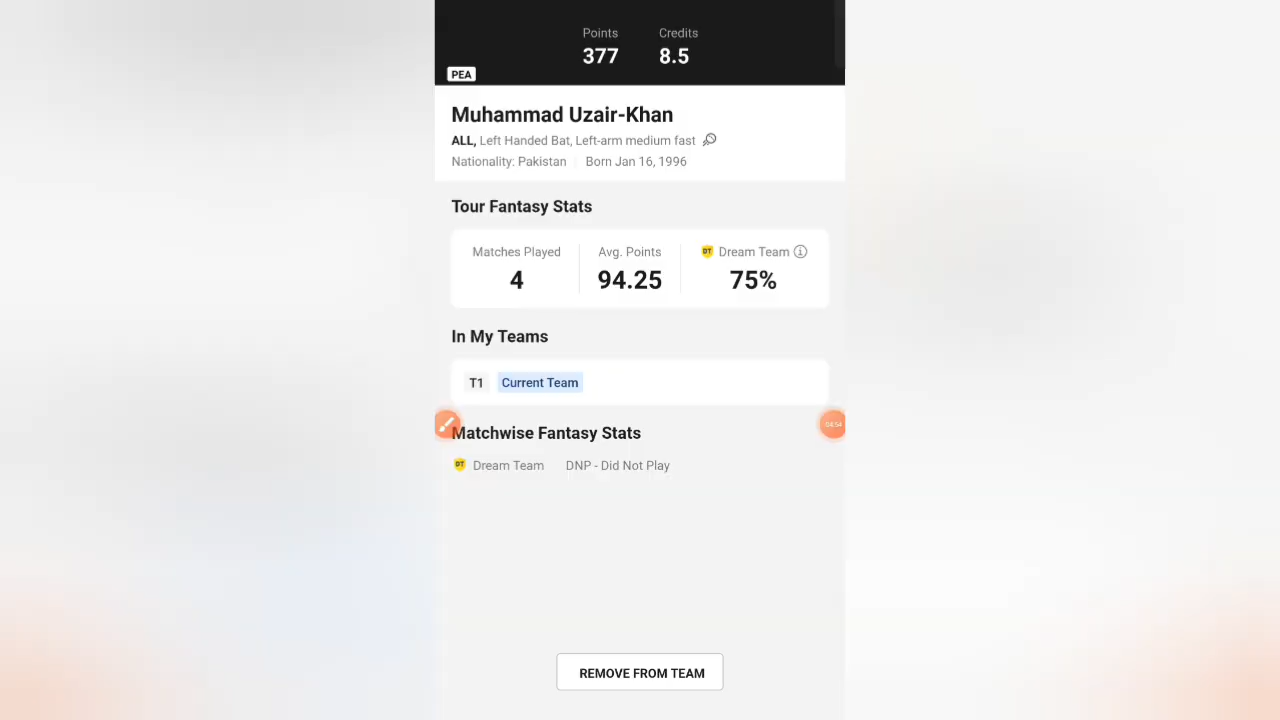 Points Credits
377 8.5
PEA
Muhammad Uzair-Khan
ALL, Left Handed Bat, Left-arm medium fast
Nationality: Pakistan Born Jan 16, 1996
Tour Fantasy Stats
Matches Played Avg. Points DT Dream Team
4 94.25 75%
In My Teams
T1 Current Team
Matchwise Fantasy Stats
DT Dream Team DNP - Did Not Play
REMOVE FROM TEAM